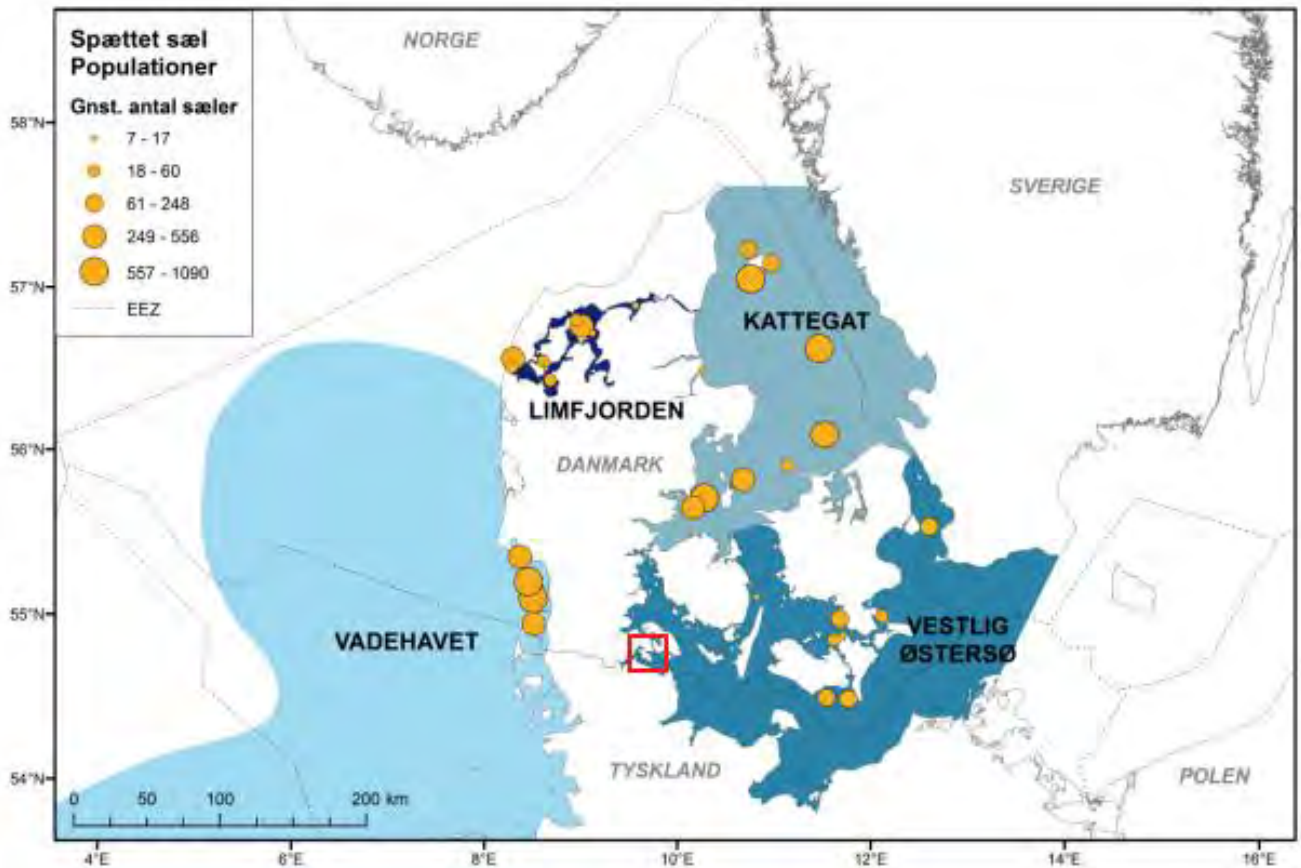 Spættet sæl
Populationer
Gnst. antal sæler
7 - 17
18 - 60
61 - 248
249 - 556
557 - 1090
EEZ
NORGE
SVERIGE
KATTEGAT
LIMFJORDEN
DANMARK
VADEHAVET
VESTLIG
ØSTERSØ
TYSKLAND
POLEN
58°N
57°N
56°N
55°N
54°N
0 50 100 200 km
4°E 6°E 8°E 10°E 12°E 14°E 16°E